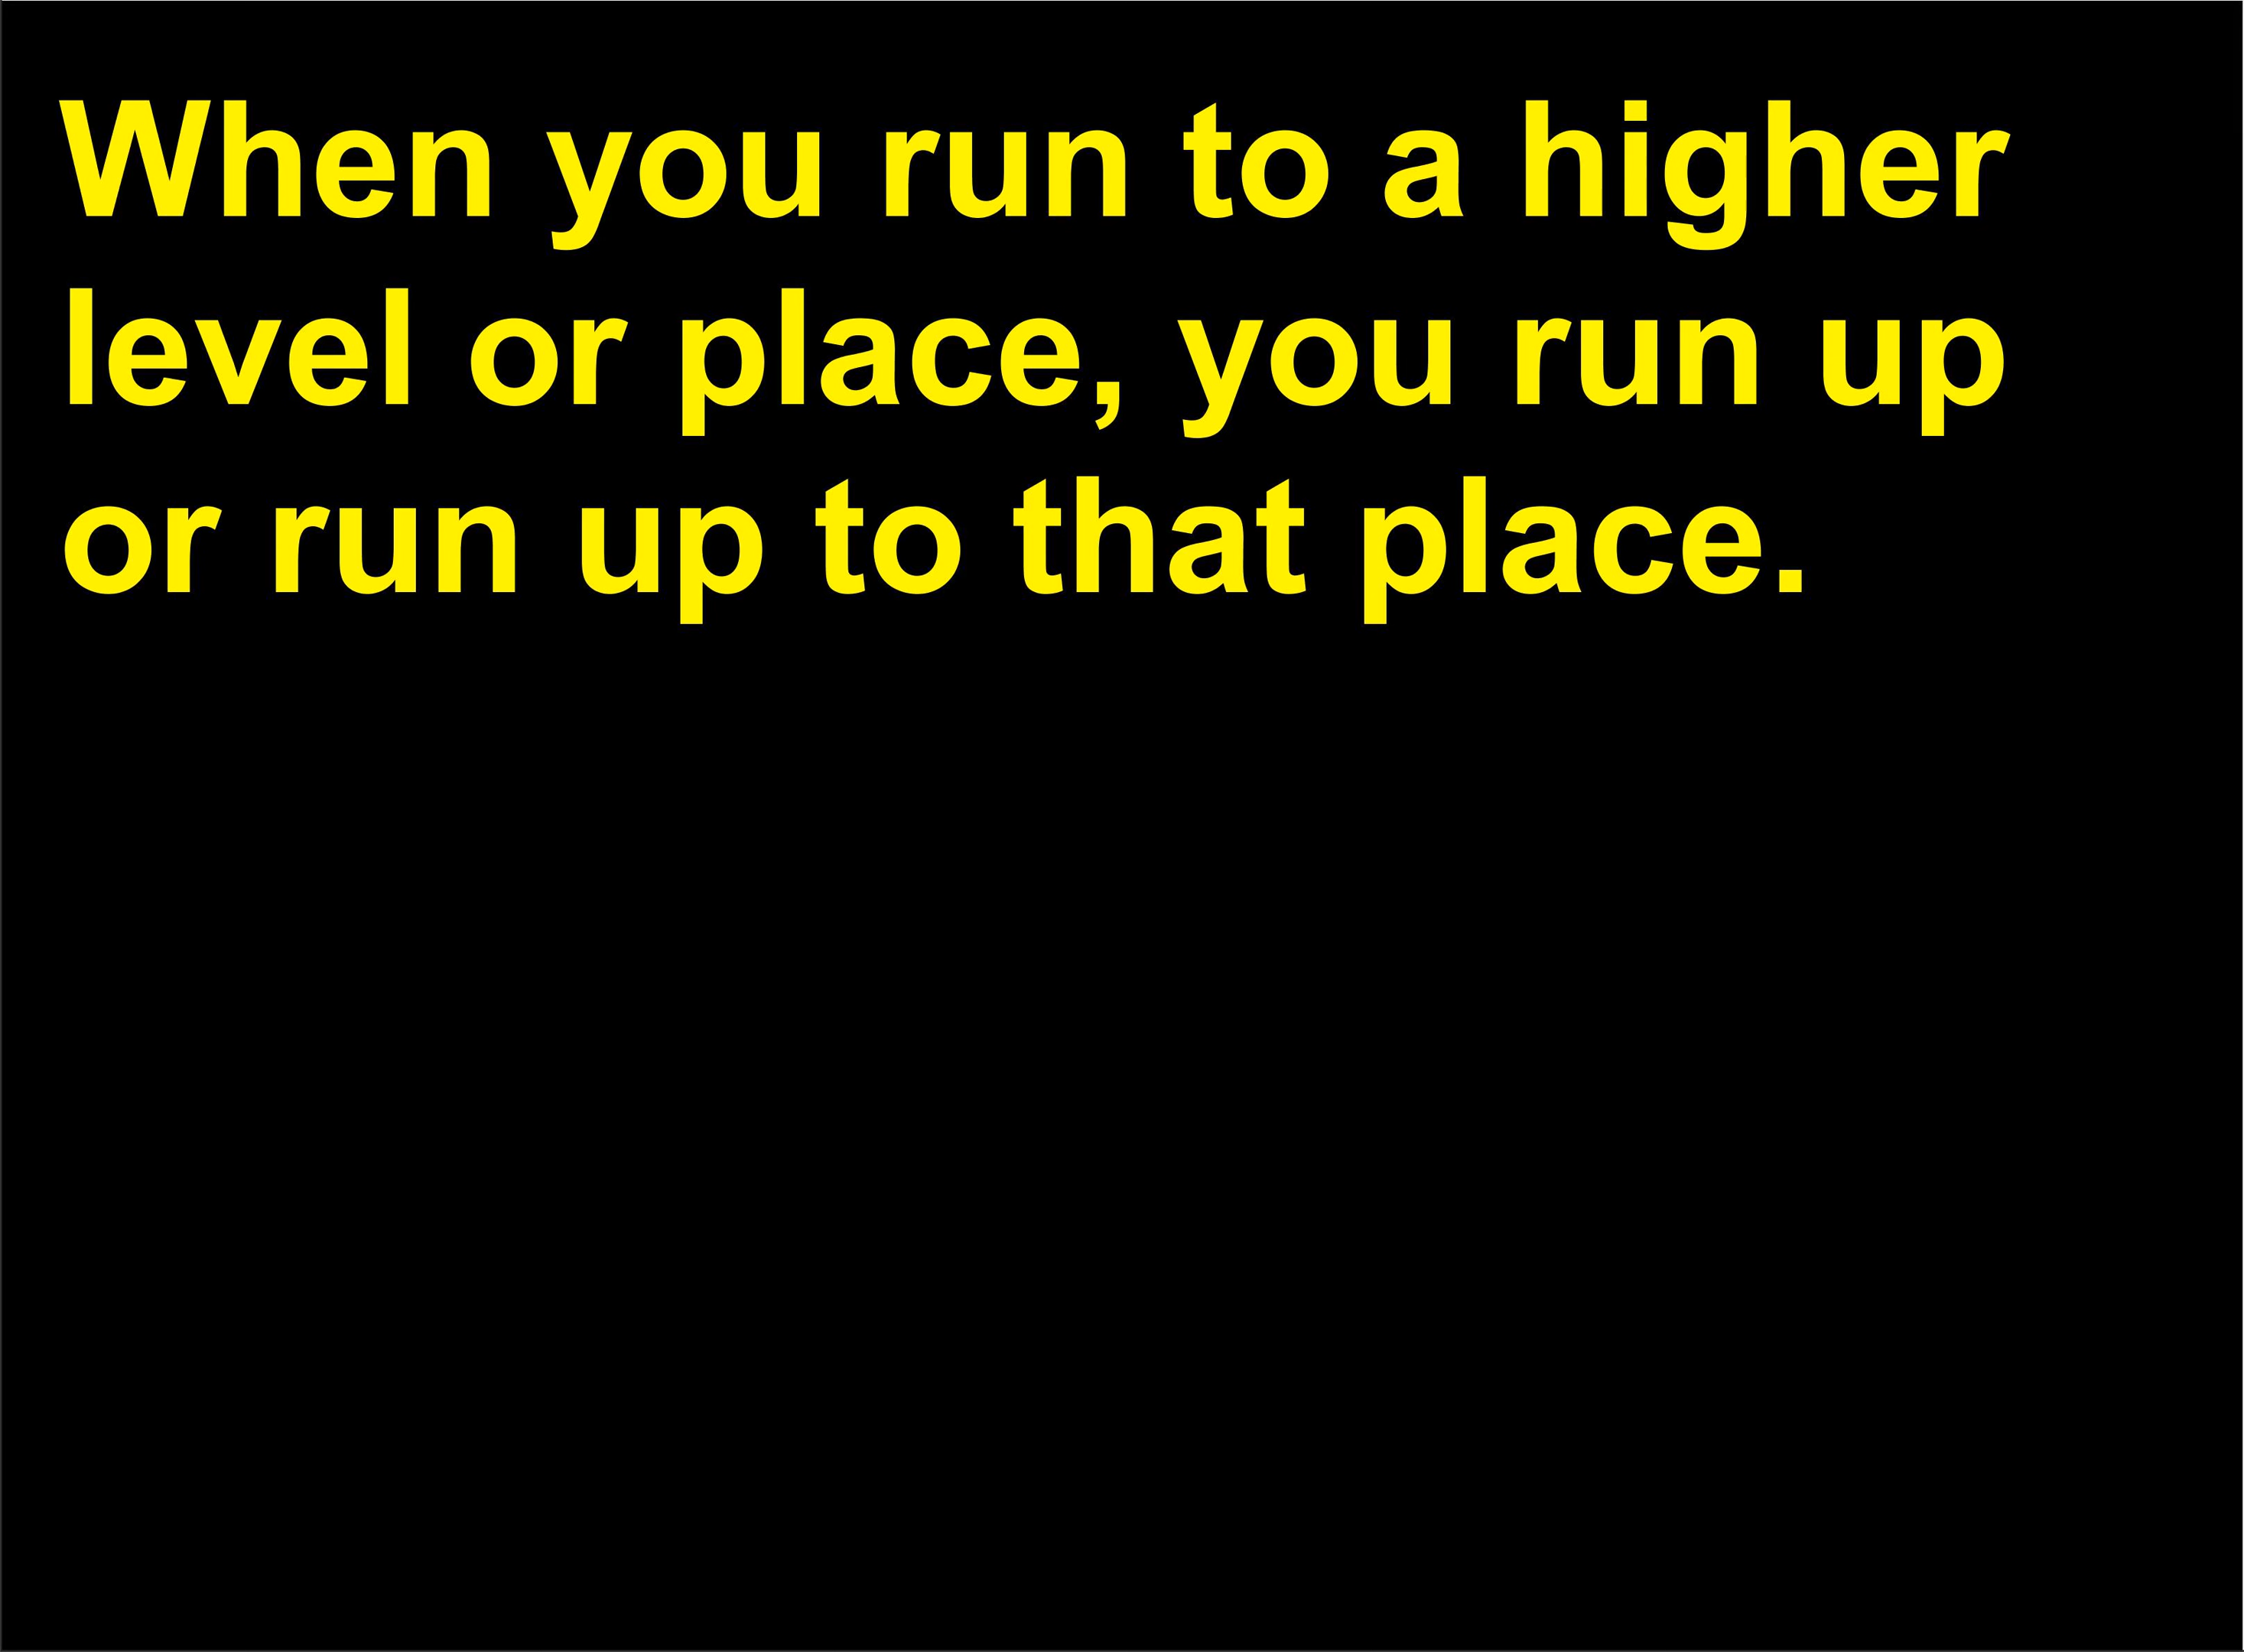 When you run to a higher
level or place, you run up
or run up to that place.